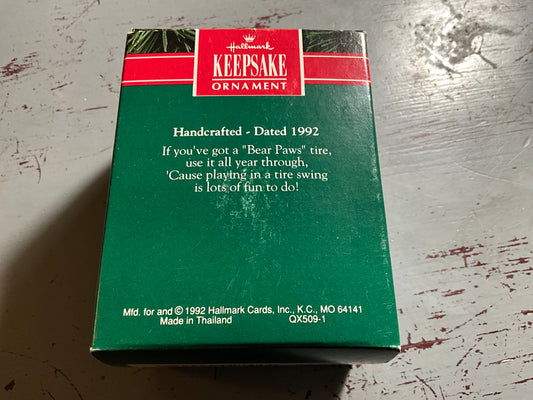 Hallmark
KEEPSAKE
ORNAMENT
Handcrafted - Dated 1992
If you've got a "Bear Paws" tire,
use it all year through,
'Cause playing in a tire swing
is lots of fun to do!
Mfd. for and © 1992 Hallmark Cards, Inc., K.C., MO 64141
Made in Thailand QX509-1